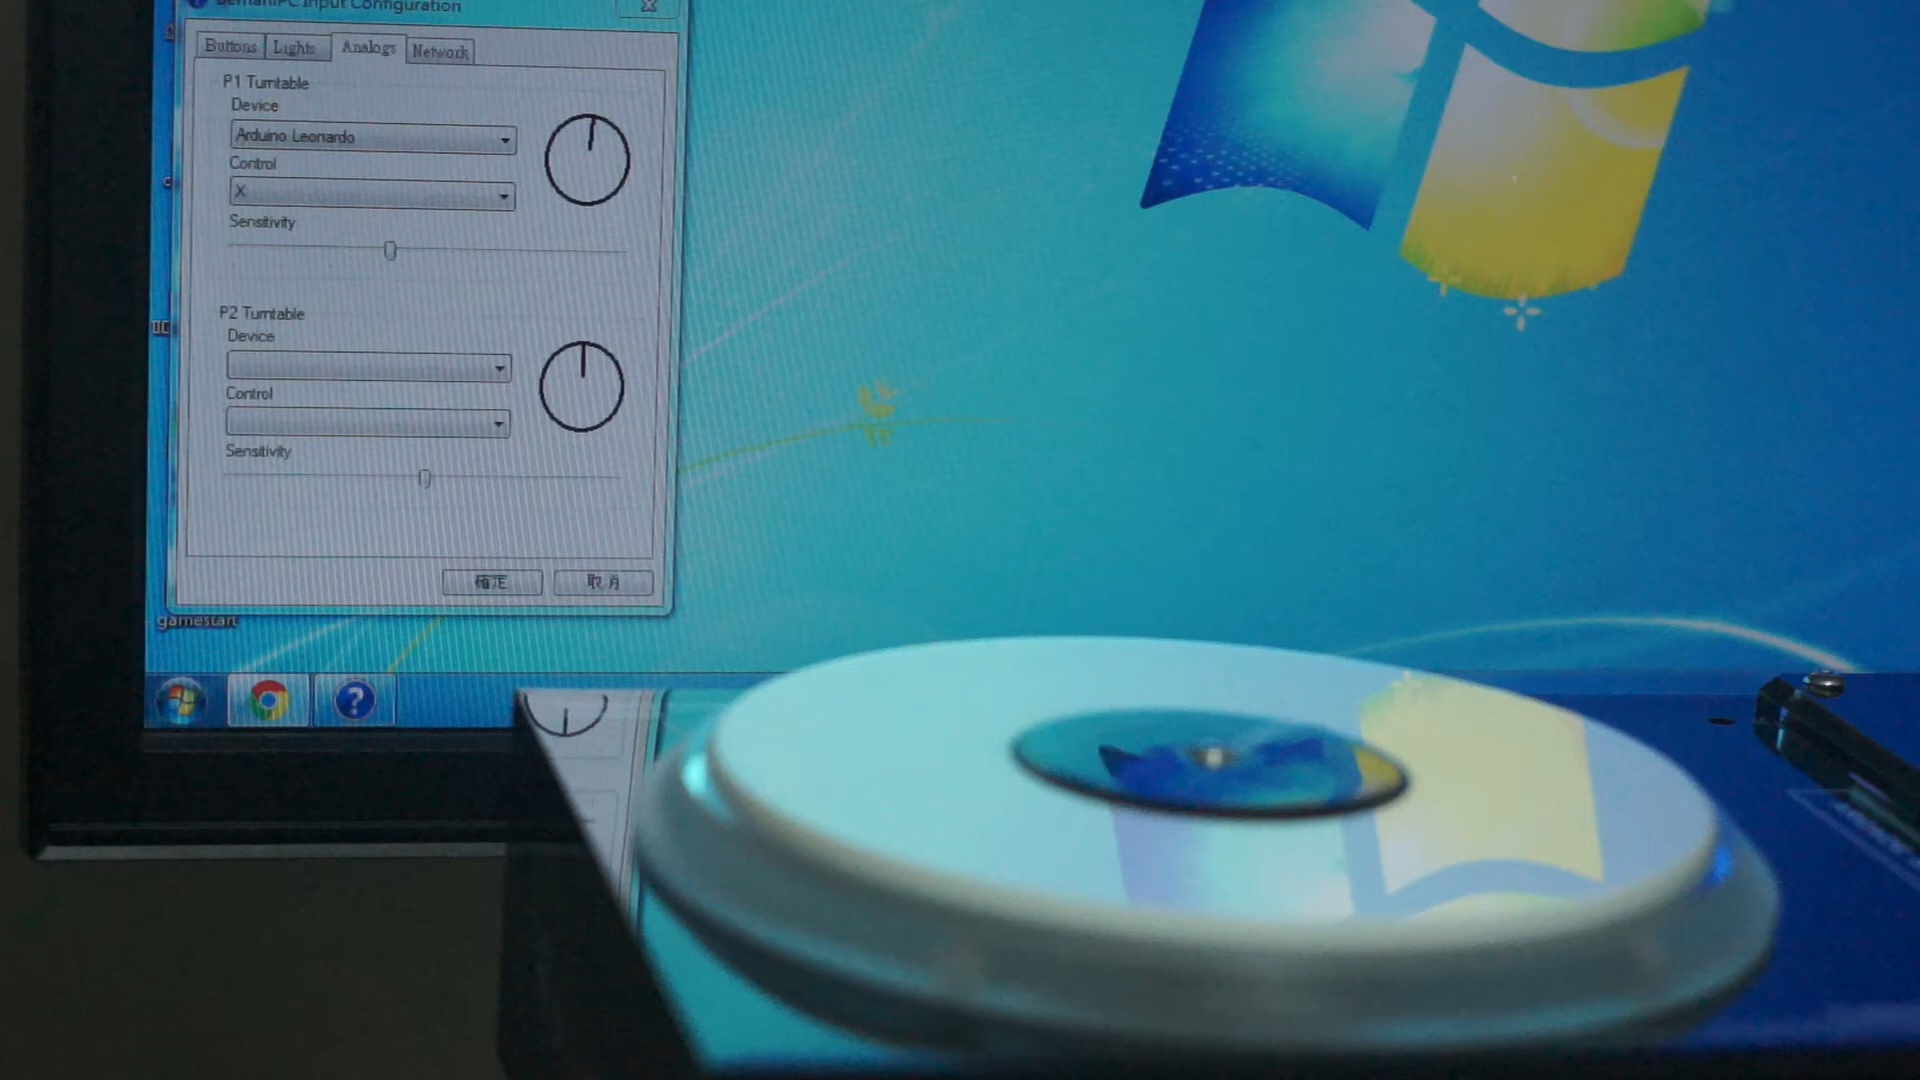 BemaniPC Input Configuration
Buttons Lights Analogs Network
P1 Turntable
Device
Arduino Leonardo
Control
X
Sensitivity
P2 Turntable
Device
Control
Sensitivity
確定 取消
gamestart